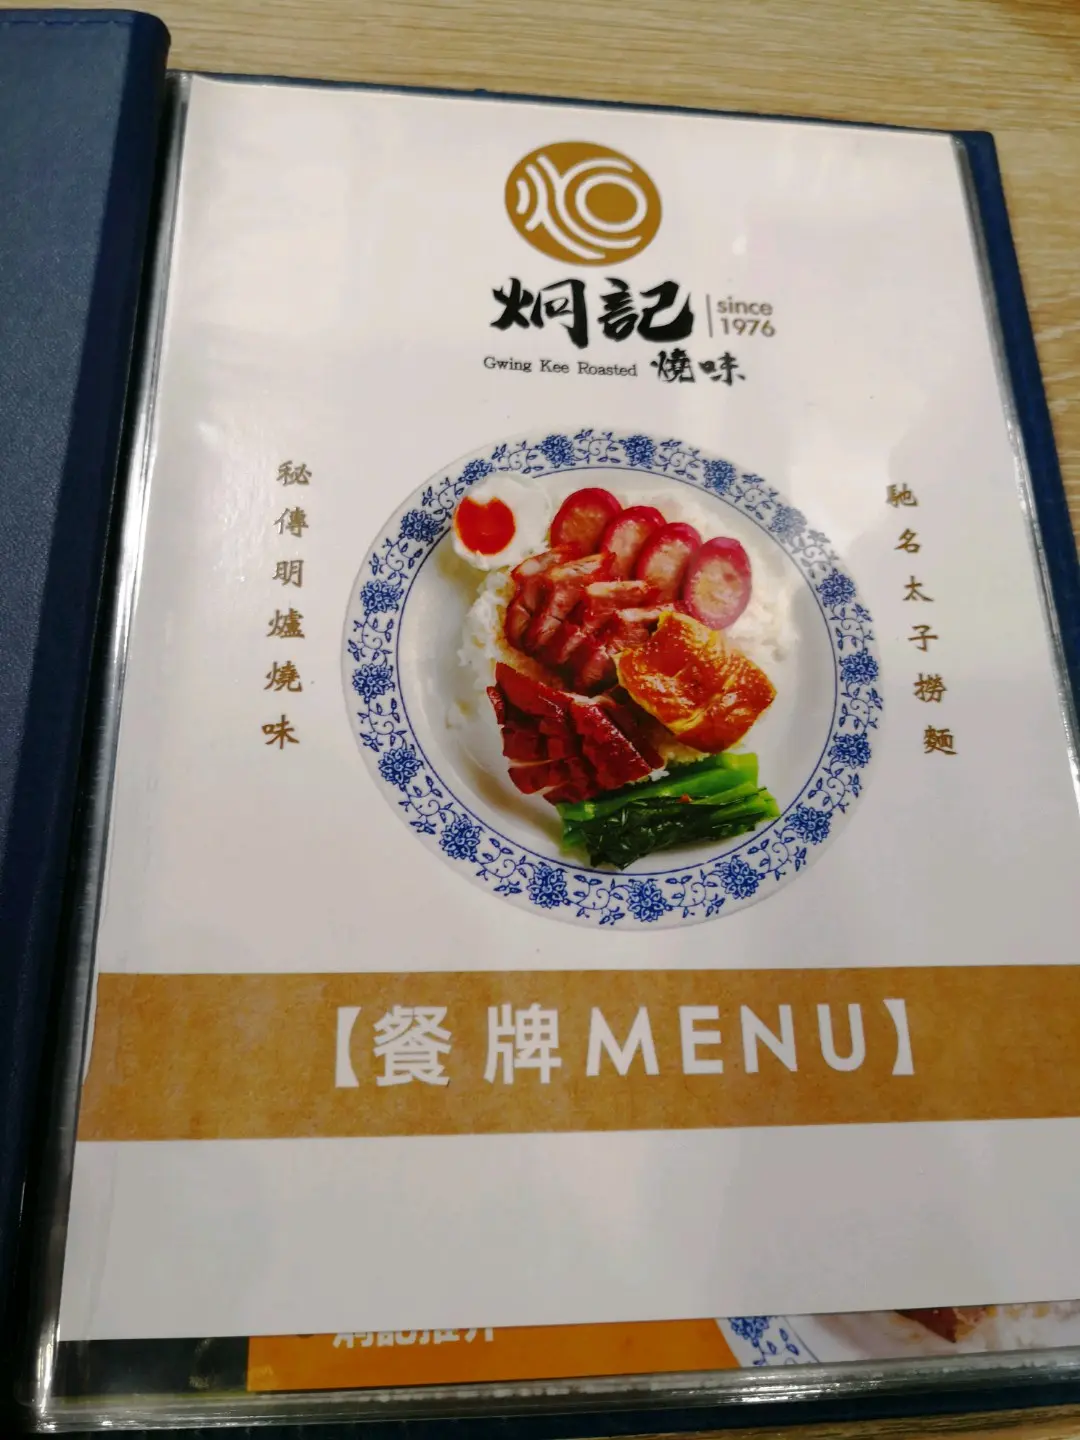 炯記
since
1976
Gwing Kee Roasted 燒味
秘傳明爐燒味
馳名太子撈麵
【餐牌MENU】